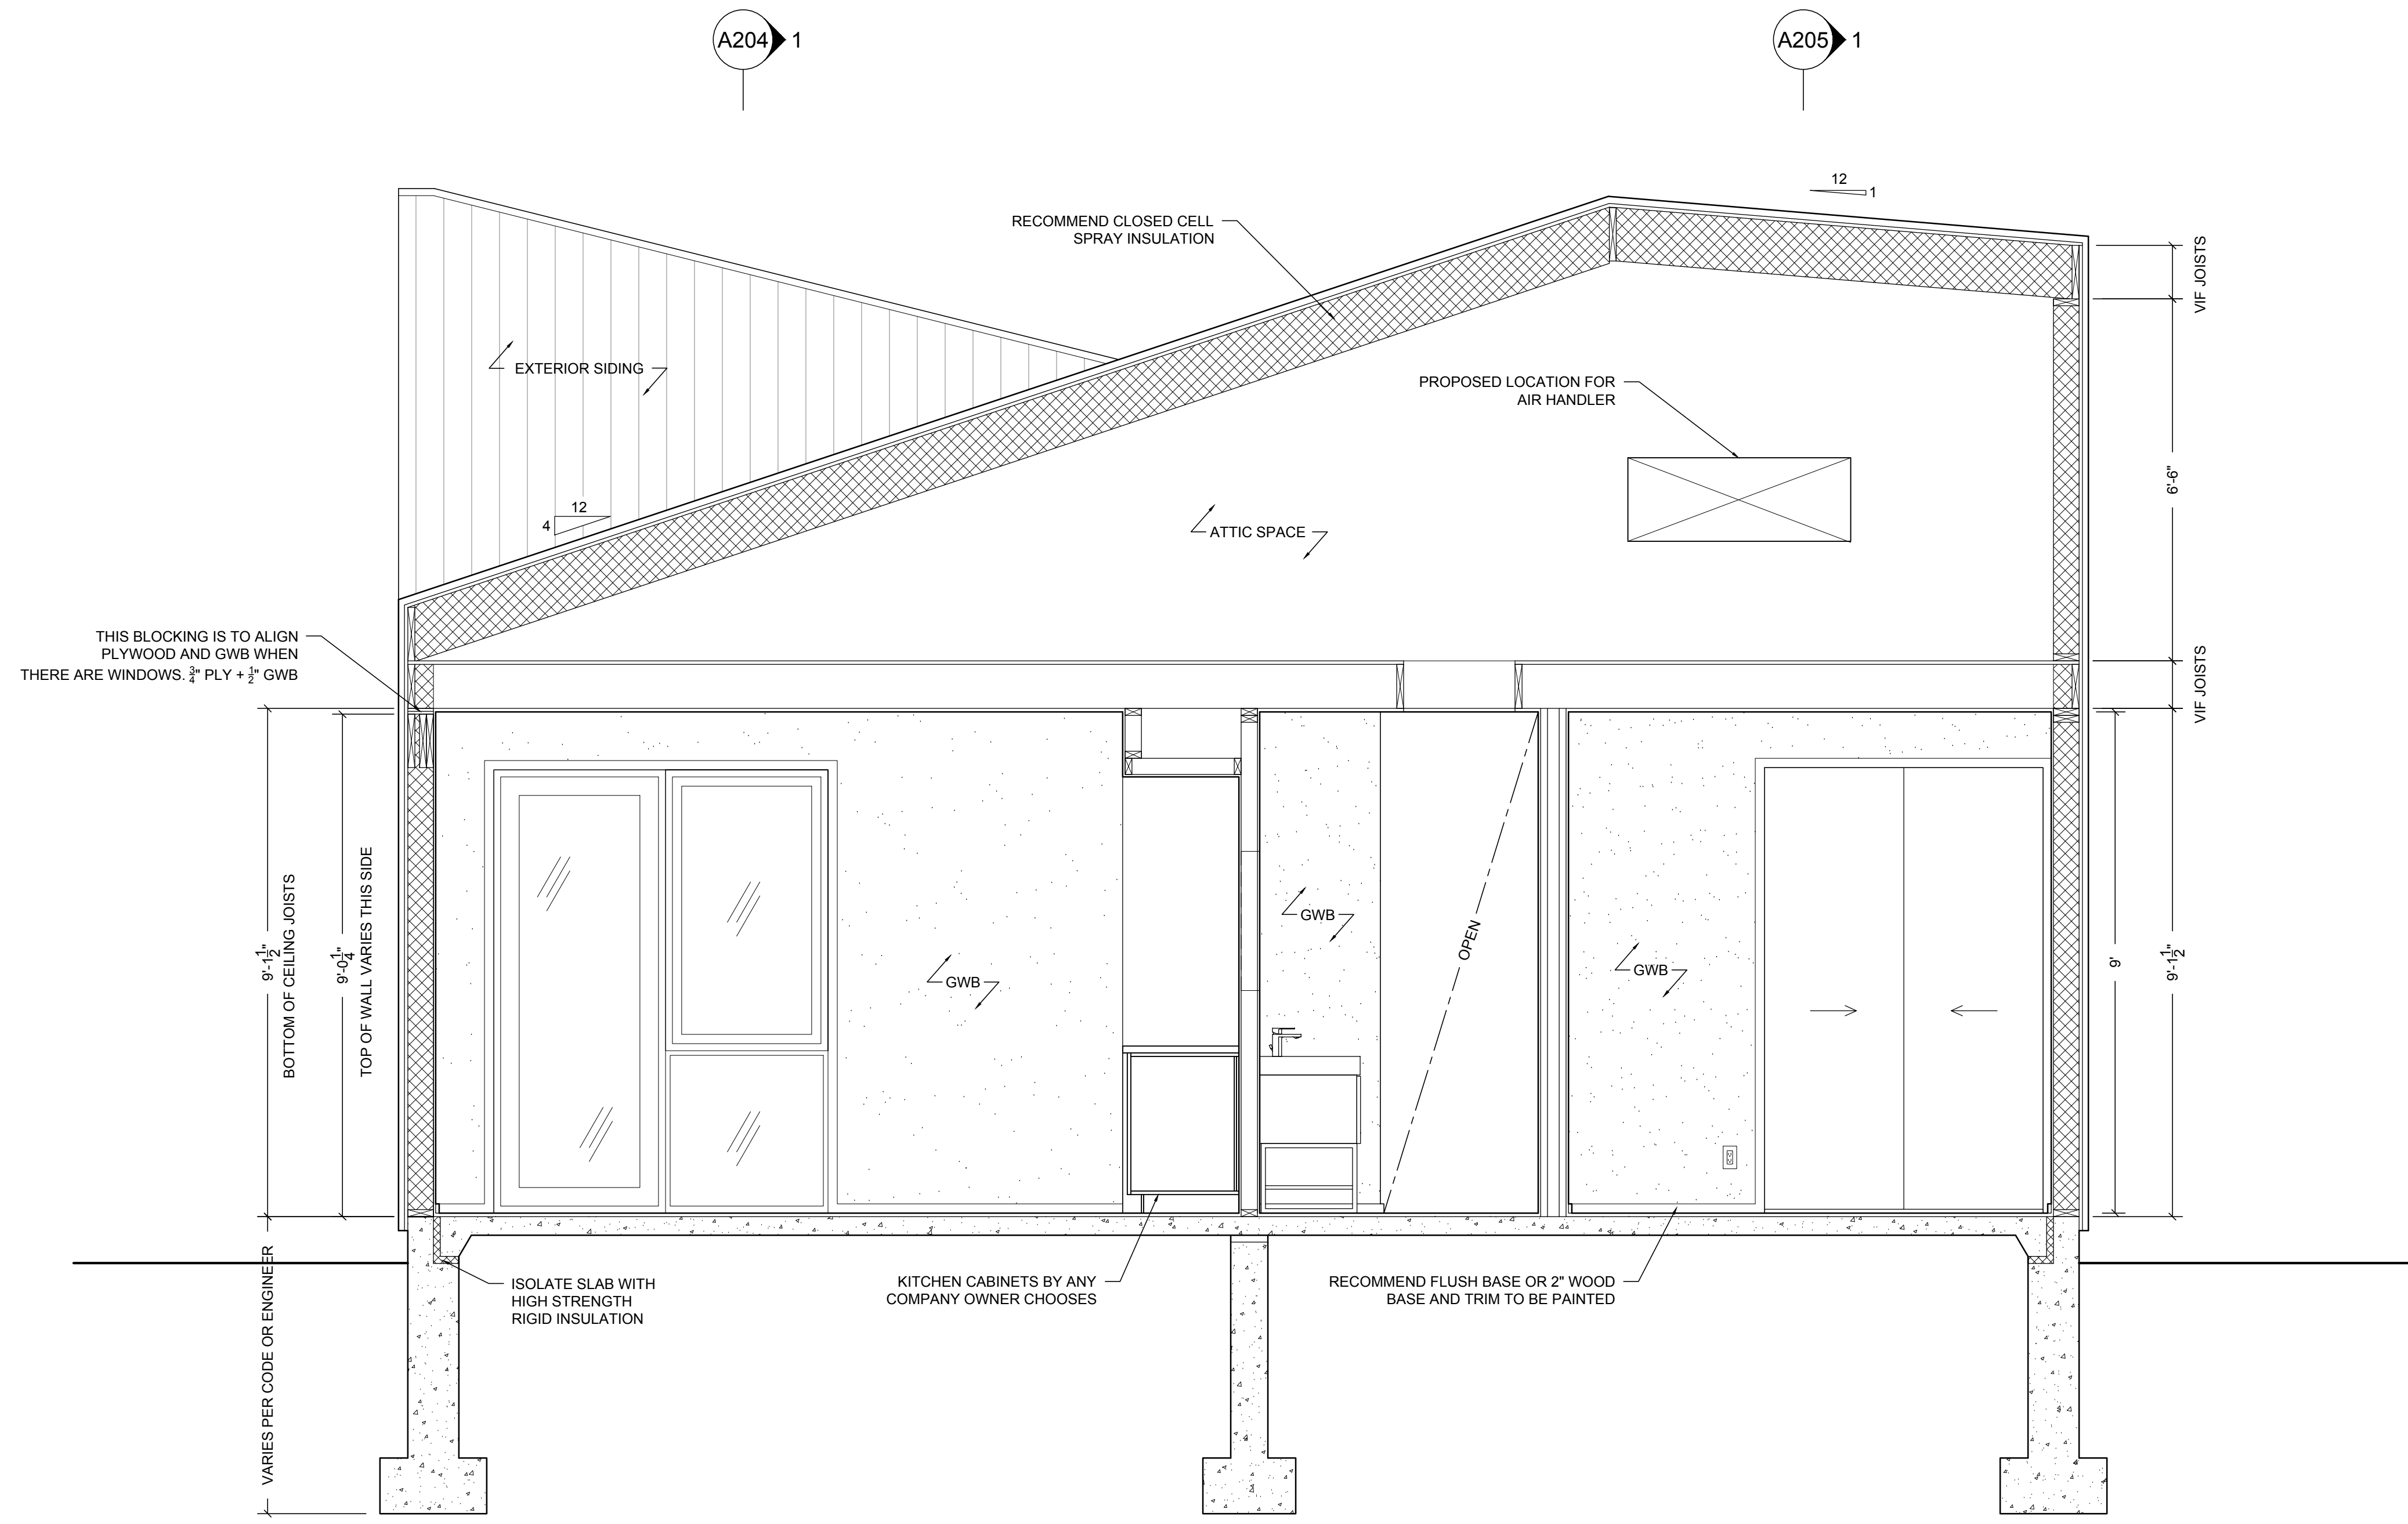 A204 1
A205 1
12
1
RECOMMEND CLOSED CELL
SPRAY INSULATION
VIF JOISTS
EXTERIOR SIDING
PROPOSED LOCATION FOR
AIR HANDLER
6'-6"
12
4
ATTIC SPACE
THIS BLOCKING IS TO ALIGN
PLYWOOD AND GWB WHEN
THERE ARE WINDOWS. 3/4" PLY + 1/2" GWB
VIF JOISTS
9'-1 1/2"
BOTTOM OF CEILING JOISTS
9'-0 1/4"
TOP OF WALL VARIES THIS SIDE
GWB
GWB
OPEN
GWB
9'
9'-1 1/2"
VARIES PER CODE OR ENGINEER
ISOLATE SLAB WITH
HIGH STRENGTH
RIGID INSULATION
KITCHEN CABINETS BY ANY
COMPANY OWNER CHOOSES
RECOMMEND FLUSH BASE OR 2" WOOD
BASE AND TRIM TO BE PAINTED